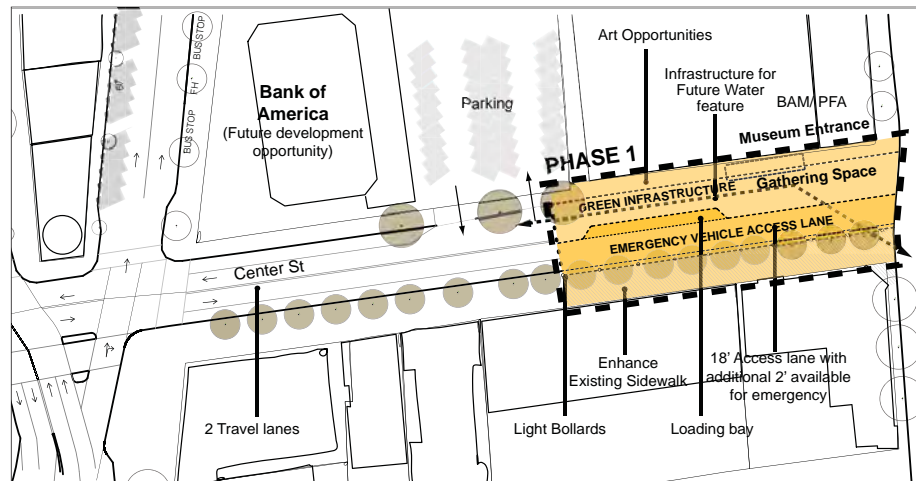 BUS STOP
FH
BUS STOP
Bank of
America
(Future development
opportunity)
Parking
Art Opportunities
Infrastructure for
Future Water
feature
BAM/ PFA
Museum Entrance
PHASE 1
GREEN INFRASTRUCTURE
Gathering Space
EMERGENCY VEHICLE ACCESS LANE
Center St
Enhance
Existing Sidewalk
18' Access lane with
additional 2' available
for emergency
2 Travel lanes
Light Bollards
Loading bay